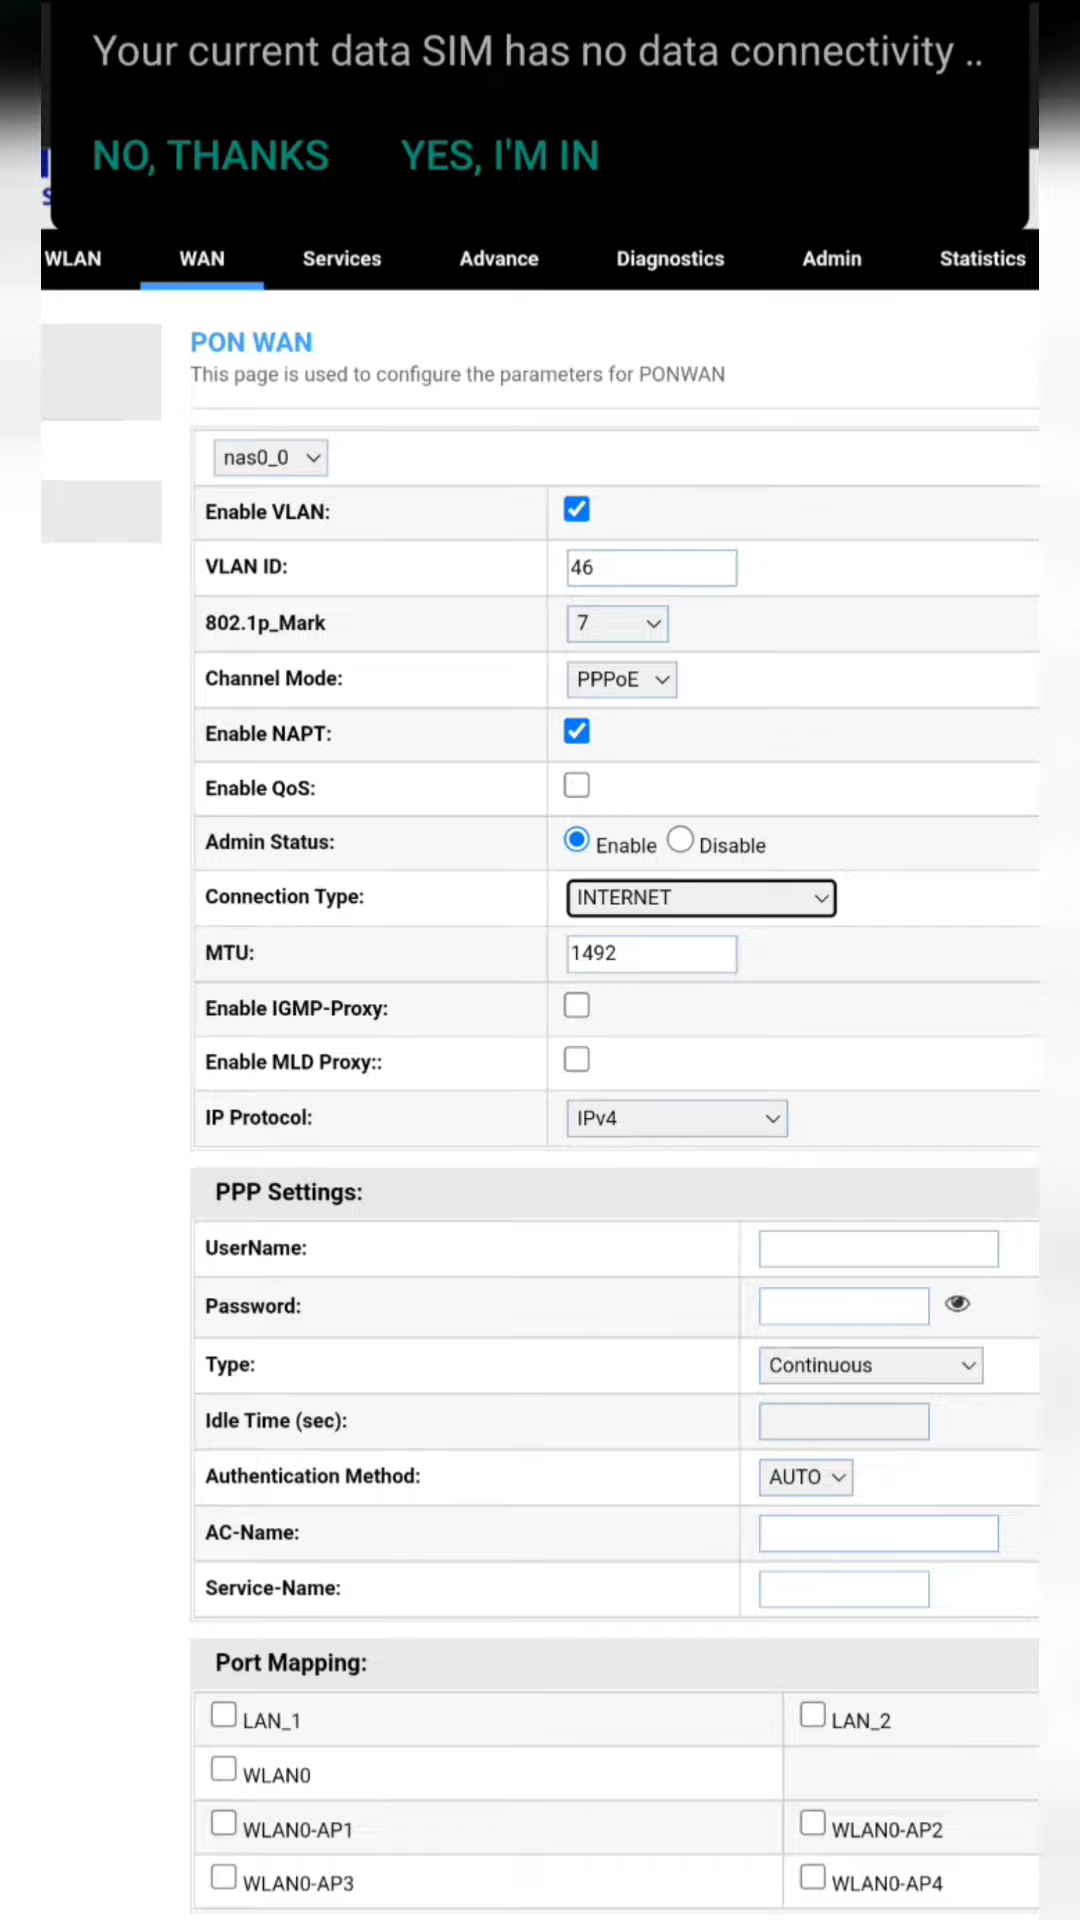 Your current data SIM has no data connectivity ..
NO, THANKS YES, I'M IN
WLAN WAN Services Advance Diagnostics Admin Statistics
PON WAN
This page is used to configure the parameters for PONWAN
nas0_0
Enable VLAN:
VLAN ID: 46
802.1p_Mark 7
Channel Mode: PPPoE
Enable NAPT:
Enable QoS:
Admin Status: Enable Disable
Connection Type: INTERNET
MTU: 1492
Enable IGMP-Proxy:
Enable MLD Proxy::
IP Protocol: IPv4
PPP Settings:
UserName:
Password:
Type: Continuous
Idle Time (sec):
Authentication Method: AUTO
AC-Name:
Service-Name:
Port Mapping:
LAN_1 LAN_2
WLAN0
WLAN0-AP1 WLAN0-AP2
WLAN0-AP3 WLAN0-AP4